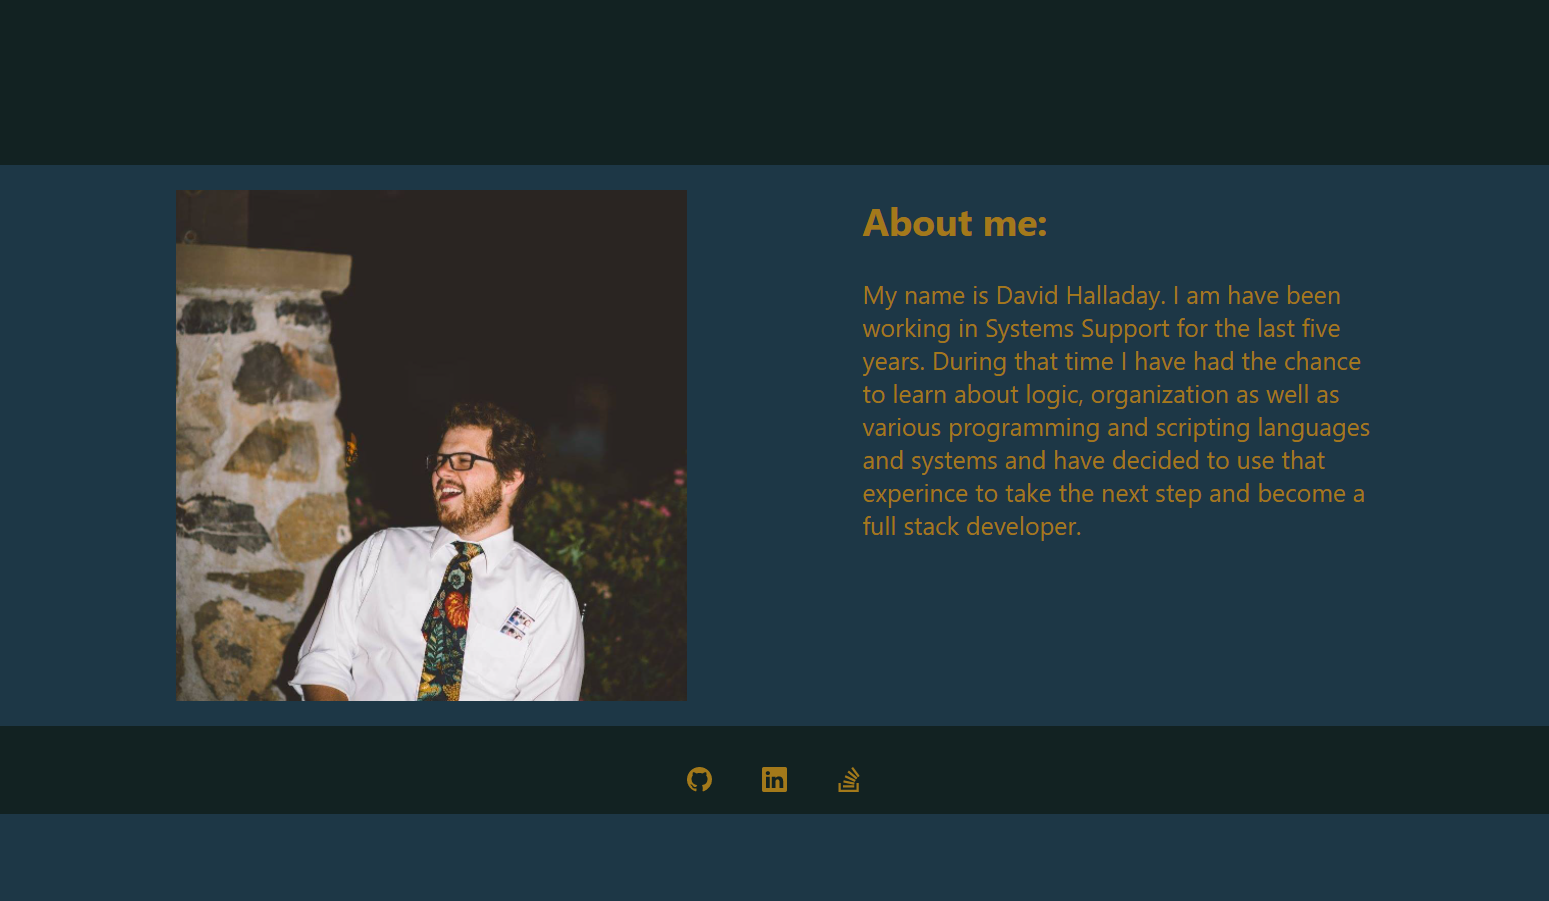 About me:
My name is David Halladay. I am have been
working in Systems Support for the last five
years. During that time I have had the chance
to learn about logic, organization as well as
various programming and scripting languages
and systems and have decided to use that
experince to take the next step and become a
full stack developer.
in